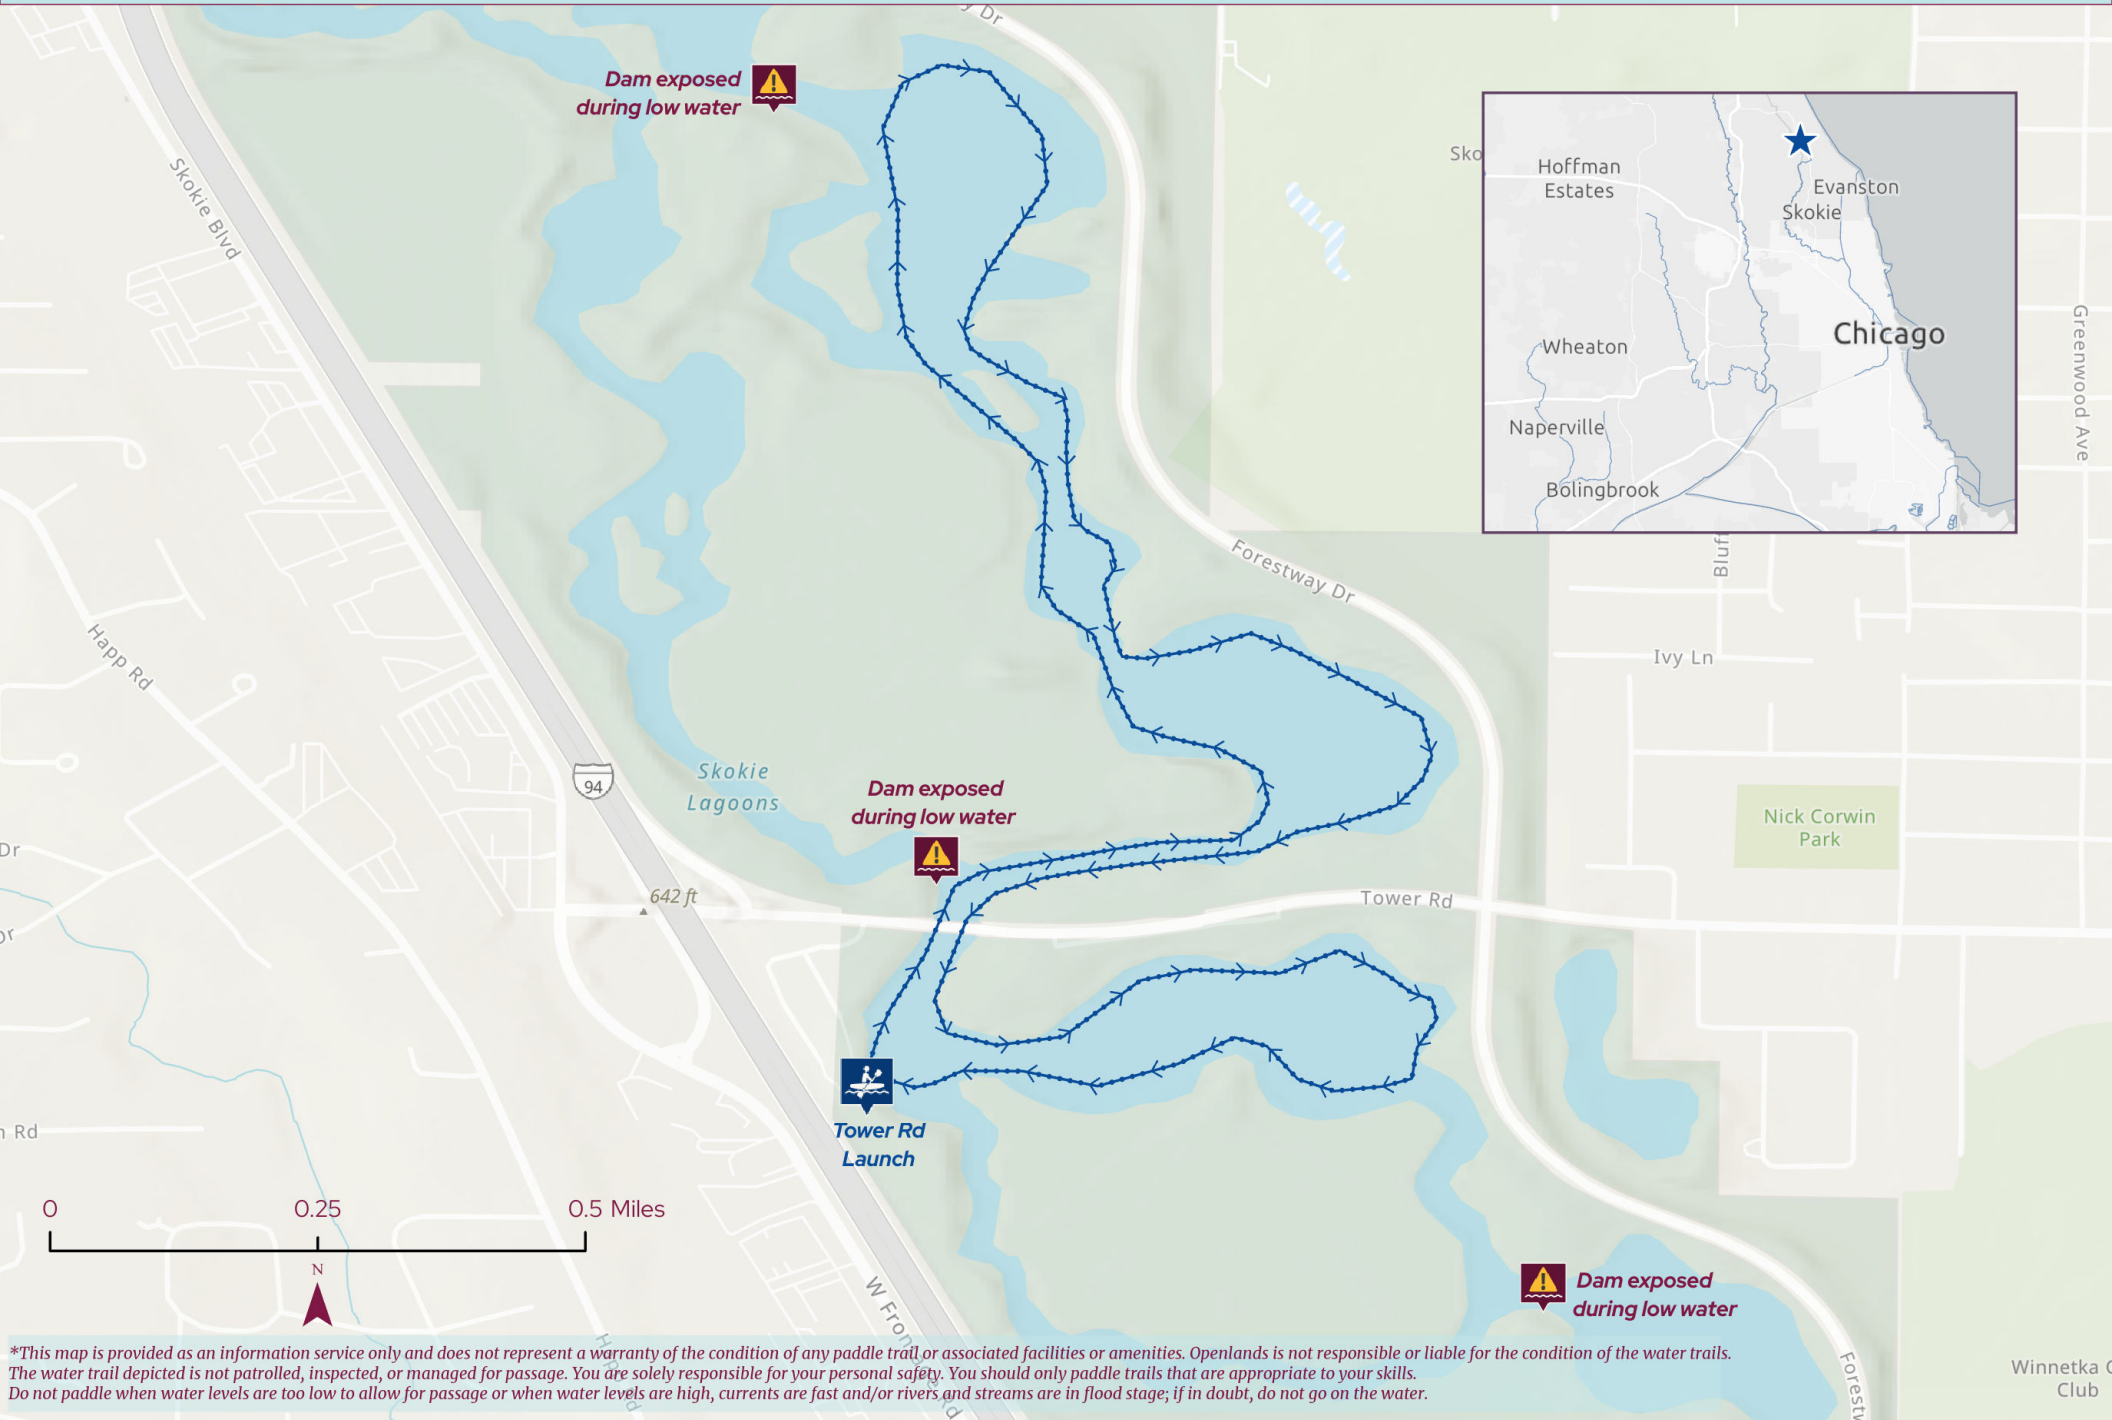 y Dr
Dam exposed
during low water
Skokie Blvd
Sko
Hoffman
Estates
Evanston
Skokie
Chicago
Wheaton
Naperville
Bolingbrook
Greenwood Ave
Forestway Dr
Bluff
Ivy Ln
Happ Rd
Skokie
Lagoons
94
Dam exposed
during low water
Nick Corwin
Park
Dr
642 ft
Tower Rd
Dr
n Rd
Tower Rd
Launch
0 0.25 0.5 Miles
N
Dam exposed
during low water
W Frontage Rd
Happ Rd
Forestw
Winnetka G
Club
*This map is provided as an information service only and does not represent a warranty of the condition of any paddle trail or associated facilities or amenities. Openlands is not responsible or liable for the condition of the water trails.
The water trail depicted is not patrolled, inspected, or managed for passage. You are solely responsible for your personal safety. You should only paddle trails that are appropriate to your skills.
Do not paddle when water levels are too low to allow for passage or when water levels are high, currents are fast and/or rivers and streams are in flood stage; if in doubt, do not go on the water.